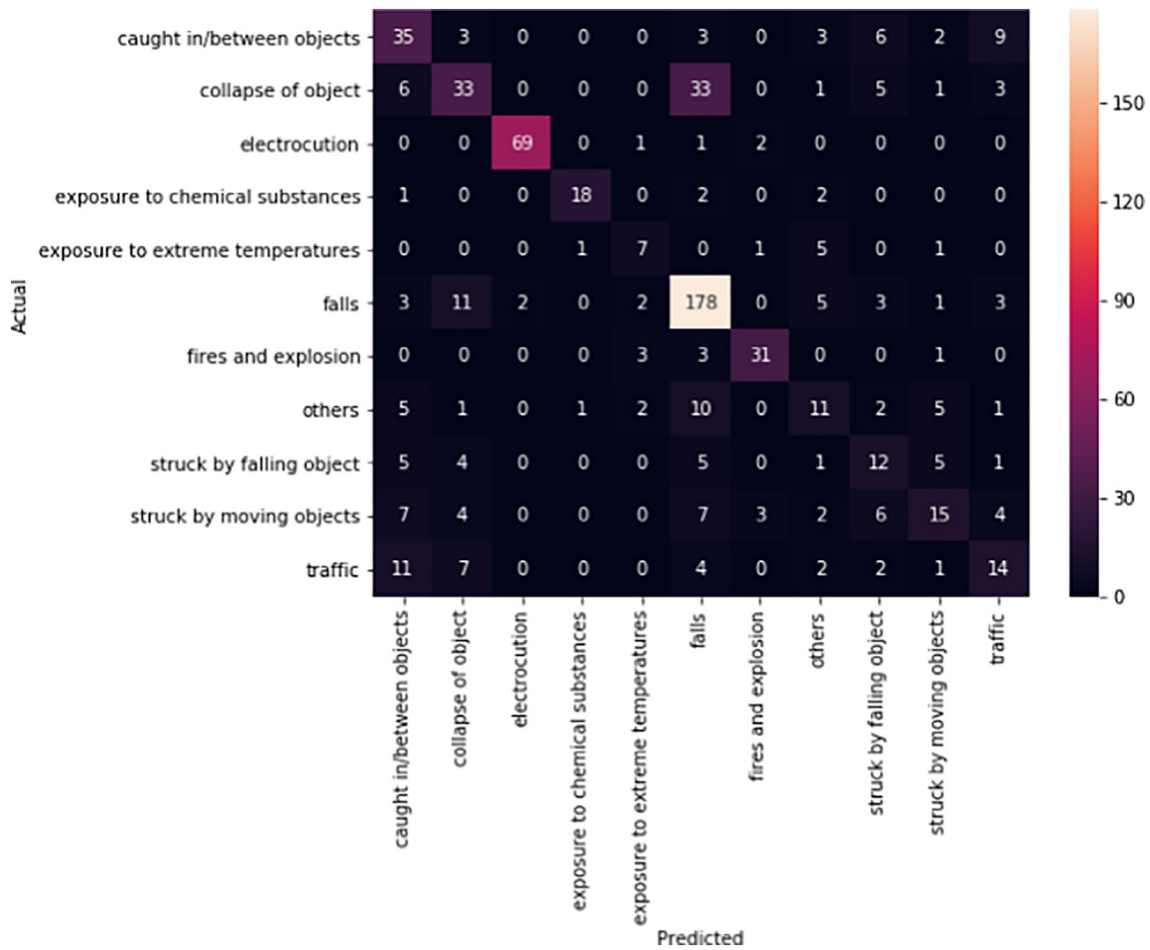 caught in/between objects 35 3 0 0 0 3 0 3 6 2 9
collapse of object 6 33 0 0 0 33 0 1 5 1 3
electrocution 0 0 69 0 1 1 2 0 0 0 0
exposure to chemical substances 1 0 0 18 0 2 0 2 0 0 0
exposure to extreme temperatures 0 0 0 1 7 0 1 5 0 1 0
falls 3 11 2 0 2 178 0 5 3 1 3
fires and explosion 0 0 0 0 3 3 31 0 0 1 0
others 5 1 0 1 2 10 0 11 2 5 1
struck by falling object 5 4 0 0 0 5 0 1 12 5 1
struck by moving objects 7 4 0 0 0 7 3 2 6 15 4
traffic 11 7 0 0 0 4 0 2 2 1 14
Actual
caught in/between objects
collapse of object
electrocution
exposure to chemical substances
exposure to extreme temperatures
falls
fires and explosion
others
struck by falling object
struck by moving objects
traffic
Predicted
150
120
90
60
30
0